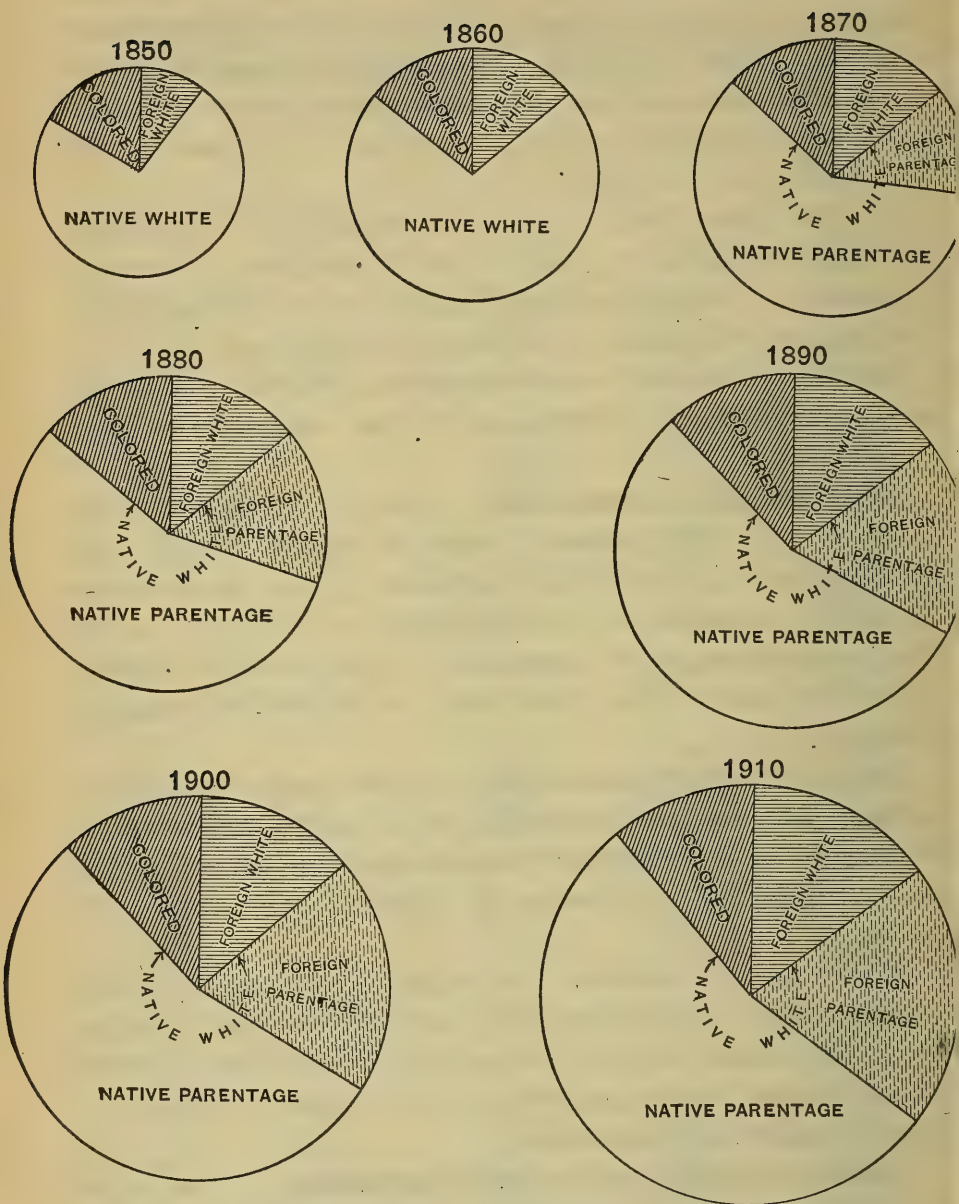 1850
COLORED
FOREIGN
WHITE
NATIVE WHITE
1860
COLORED
FOREIGN
WHITE
NATIVE WHITE
1870
COLORED
FOREIGN
WHITE
FOREIGN
PARENTAG
NATIVE WHITE
NATIVE PARENTAGE
1880
COLORED
FOREIGN WHITE
FOREIGN
PARENTAGE
NATIVE WHITE
NATIVE PARENTAGE
1890
COLORED
FOREIGN WHITE
FOREIGN
PARENTAGE
NATIVE WHITE
NATIVE PARENTAGE
1900
COLORED
FOREIGN WHITE
FOREIGN
PARENTAGE
NATIVE WHITE
NATIVE PARENTAGE
1910
COLORED
FOREIGN WHITE
FOREIGN
PARENTAGE
NATIVE WHITE
NATIVE PARENTAGE